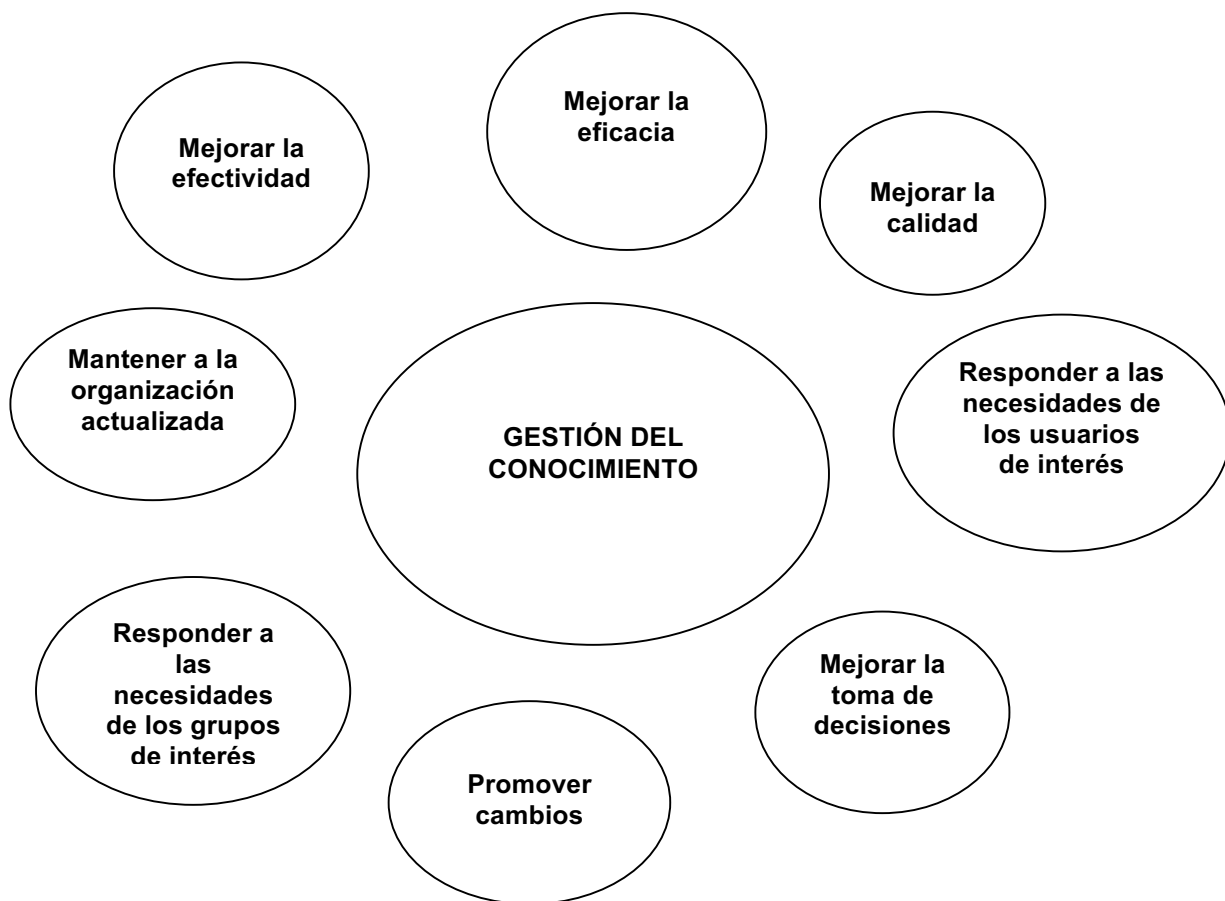 Mejorar la
eficacia
Mejorar la
efectividad
Mejorar la
calidad
Mantener a la
organización
actualizada
Responder a las
necesidades de
los usuarios
de interés
GESTIÓN DEL
CONOCIMIENTO
Responder a
las
necesidades
de los grupos
de interés
Mejorar la
toma de
decisiones
Promover
cambios